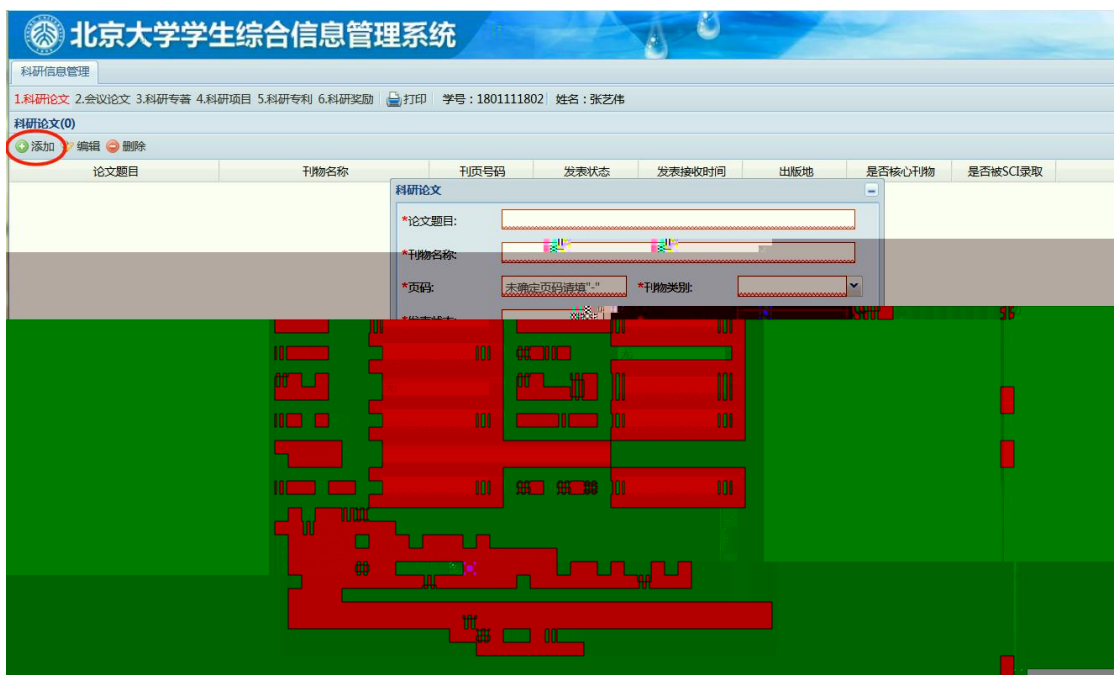 北京大学学生综合信息管理系统
科研信息管理
1.科研论文 2.会议论文 3.科研专著 4.科研项目 5.科研专利 6.科研奖励 打印 学号：1801111802 姓名：张艺伟
科研论文(0)
添加 编辑 删除
论文题目 刊物名称 刊页号码 发表状态 发表接收时间 出版地 是否核心刊物 是否被SCI录取
科研论文
*论文题目:
*刊物名称:
*页码: 未确定页码请填"-" *刊物类别: